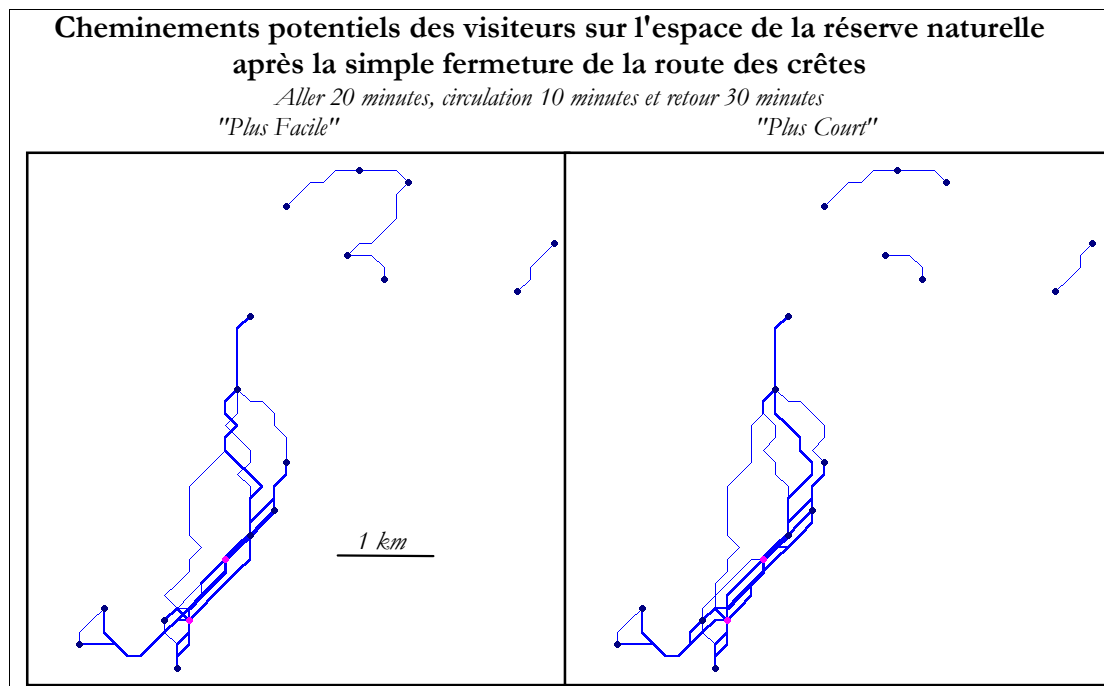 Cheminements potentiels des visiteurs sur l'espace de la réserve naturelle
après la simple fermeture de la route des crêtes
Aller 20 minutes, circulation 10 minutes et retour 30 minutes
"Plus Facile"
"Plus Court"
1 km